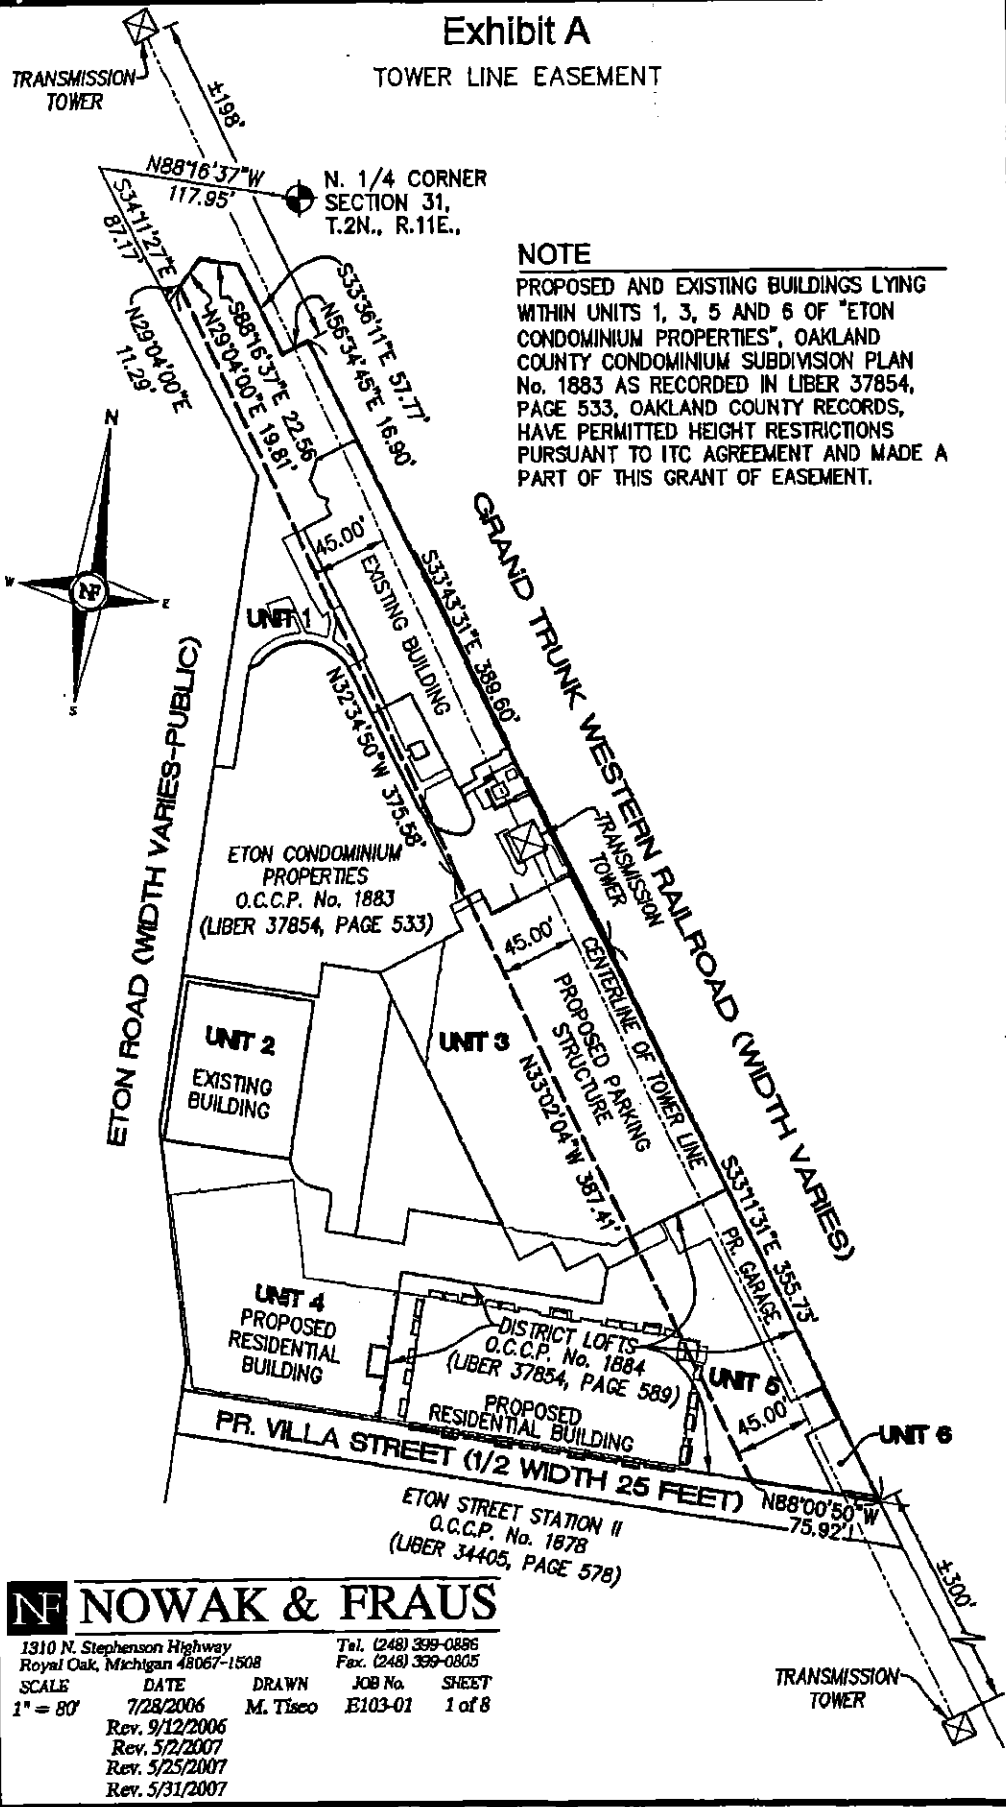 Exhibit A
TOWER LINE EASEMENT
TRANSMISSION
TOWER
±198'
N88°16'37"W
117.95'
N. 1/4 CORNER
SECTION 31,
T.2N., R.11E.,
S34°11'27"E
87.17'
N29°04'00"E
11.29'
S88°16'37"E 22.56
N29°04'00"E 19.81'
S33°36'11"E 57.77'
N56°34'45"E 16.90'
NOTE
PROPOSED AND EXISTING BUILDINGS LYING
WITHIN UNITS 1, 3, 5 AND 6 OF "ETON
CONDOMINIUM PROPERTIES", OAKLAND
COUNTY CONDOMINIUM SUBDIVISION PLAN
No. 1883 AS RECORDED IN LIBER 37854,
PAGE 533, OAKLAND COUNTY RECORDS,
HAVE PERMITTED HEIGHT RESTRICTIONS
PURSUANT TO ITC AGREEMENT AND MADE A
PART OF THIS GRANT OF EASEMENT.
N
W
E
S
NF
GRAND TRUNK WESTERN RAILROAD (WIDTH VARIES)
45.00'
EXISTING BUILDING
S33°43'31"E 389.60'
UNIT 1
N32°34'50"W 375.58'
ETON ROAD (WIDTH VARIES-PUBLIC)
ETON CONDOMINIUM
PROPERTIES
O.C.C.P. No. 1883
(LIBER 37854, PAGE 533)
TRANSMISSION
TOWER
45.00'
CENTERLINE OF TOWER LINE
PROPOSED PARKING
STRUCTURE
UNIT 2
EXISTING
BUILDING
UNIT 3
N33°02'04"W 387.41'
S33°11'31"E 355.73'
PR. GARAGE
UNIT 4
PROPOSED
RESIDENTIAL
BUILDING
DISTRICT LOFTS
O.C.C.P. No. 1884
(LIBER 37854, PAGE 589)
PROPOSED
RESIDENTIAL BUILDING
UNIT 5
45.00'
UNIT 6
PR. VILLA STREET (1/2 WIDTH 25 FEET)
N88°00'50"W
75.92'
ETON STREET STATION II
O.C.C.P. No. 1878
(LIBER 34405, PAGE 578)
±300'
TRANSMISSION
TOWER
NF NOWAK & FRAUS
1310 N. Stephenson Highway
Royal Oak, Michigan 48067-1508
Tel. (248) 399-0886
Fax. (248) 399-0805
SCALE DATE DRAWN JOB No. SHEET
1" = 80' 7/28/2006 M. Tiseo E103-01 1 of 8
Rev. 9/12/2006
Rev. 5/2/2007
Rev. 5/25/2007
Rev. 5/31/2007